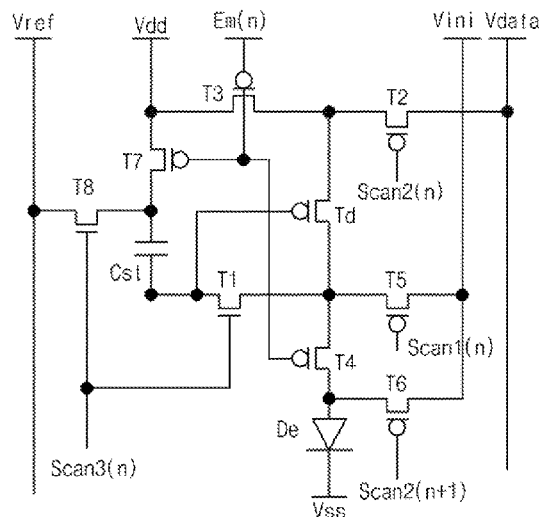 Vref
Vdd
Em(n)
Vini
Vdata
T3
T2
T7
T8
Scan2(n)
Td
Cst
T1
T5
Scan1(n)
T4
T6
De
Scan3(n)
Scan2(n+1)
Vss